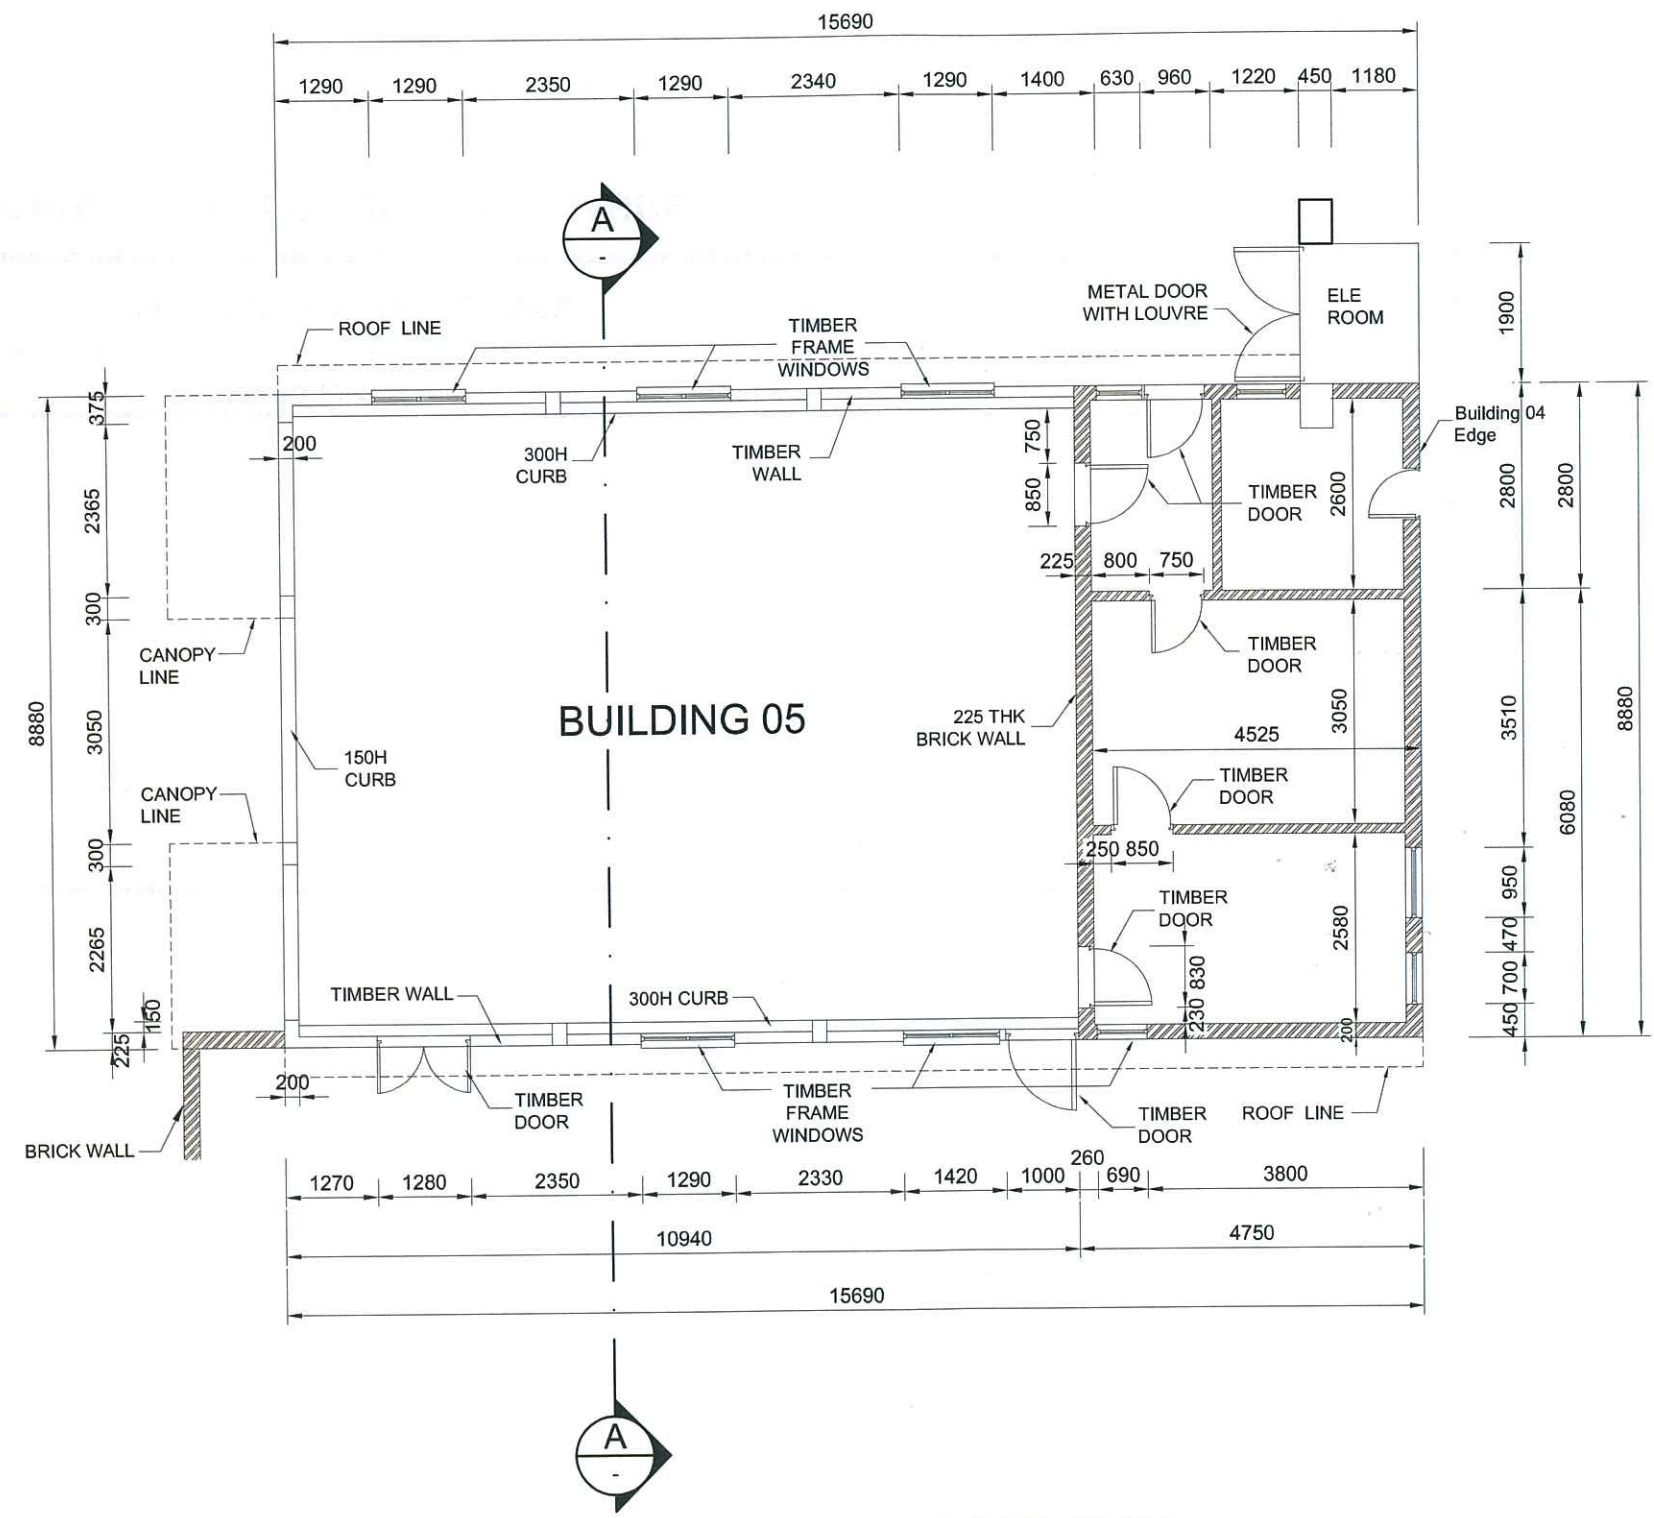 15690
1290 1290 2350 1290 2340 1290 1400 630 960 1220 450 1180
A
-
METAL DOOR
WITH LOUVRE
ELE
ROOM
1900
ROOF LINE
TIMBER
FRAME
WINDOWS
375
200
300H
CURB
TIMBER
WALL
750
850
Building 04
Edge
TIMBER
DOOR
2600
2800
2800
2365
225 800 750
300
CANOPY
LINE
TIMBER
DOOR
8880
3050
BUILDING 05
225 THK
BRICK WALL
4525
3050
3510
8880
150H
CURB
CANOPY
LINE
TIMBER
DOOR
6080
300
250 850
950
TIMBER
DOOR
2580
470
2265
830
700
TIMBER WALL
300H CURB
150
230
200
450
225
200
TIMBER
DOOR
TIMBER
FRAME
WINDOWS
TIMBER
DOOR
ROOF LINE
BRICK WALL
260
1270 1280 2350 1290 2330 1420 1000 690 3800
10940 4750
15690
A
-